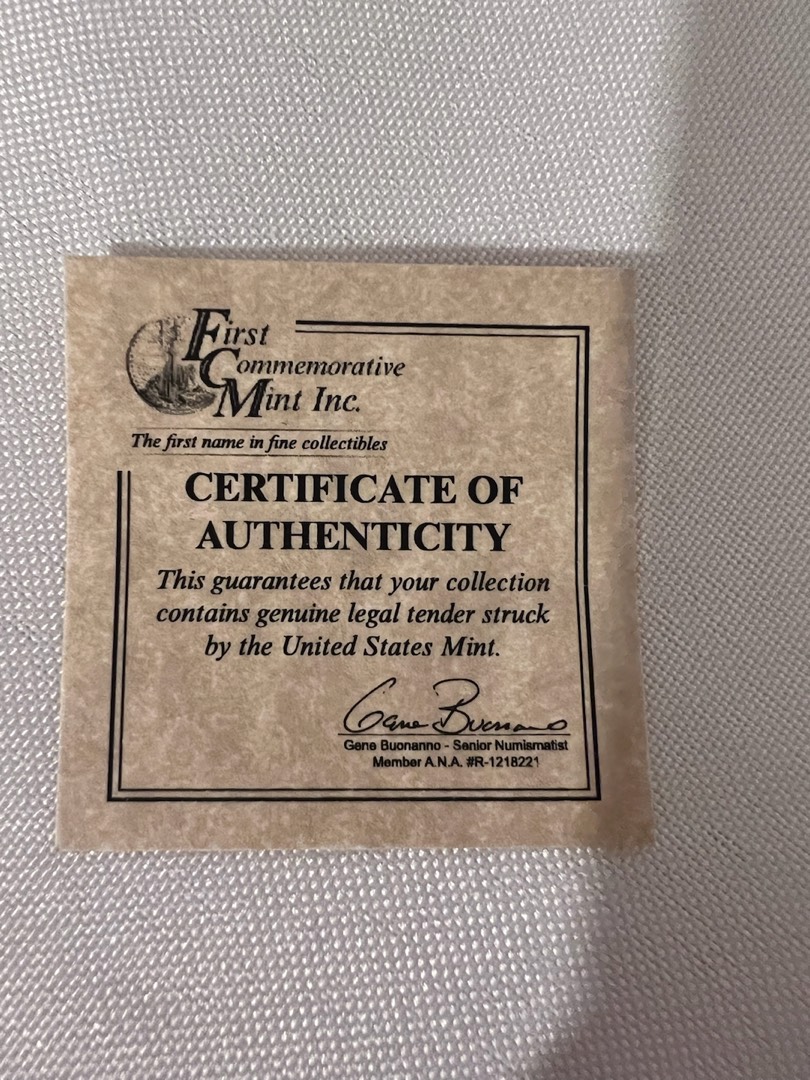 First
Commemorative
Mint Inc.
The first name in fine collectibles
CERTIFICATE OF
AUTHENTICITY
This guarantees that your collection
contains genuine legal tender struck
by the United States Mint.
Gene Buonanno
Gene Buonanno - Senior Numismatist
Member A.N.A. #R-1218221